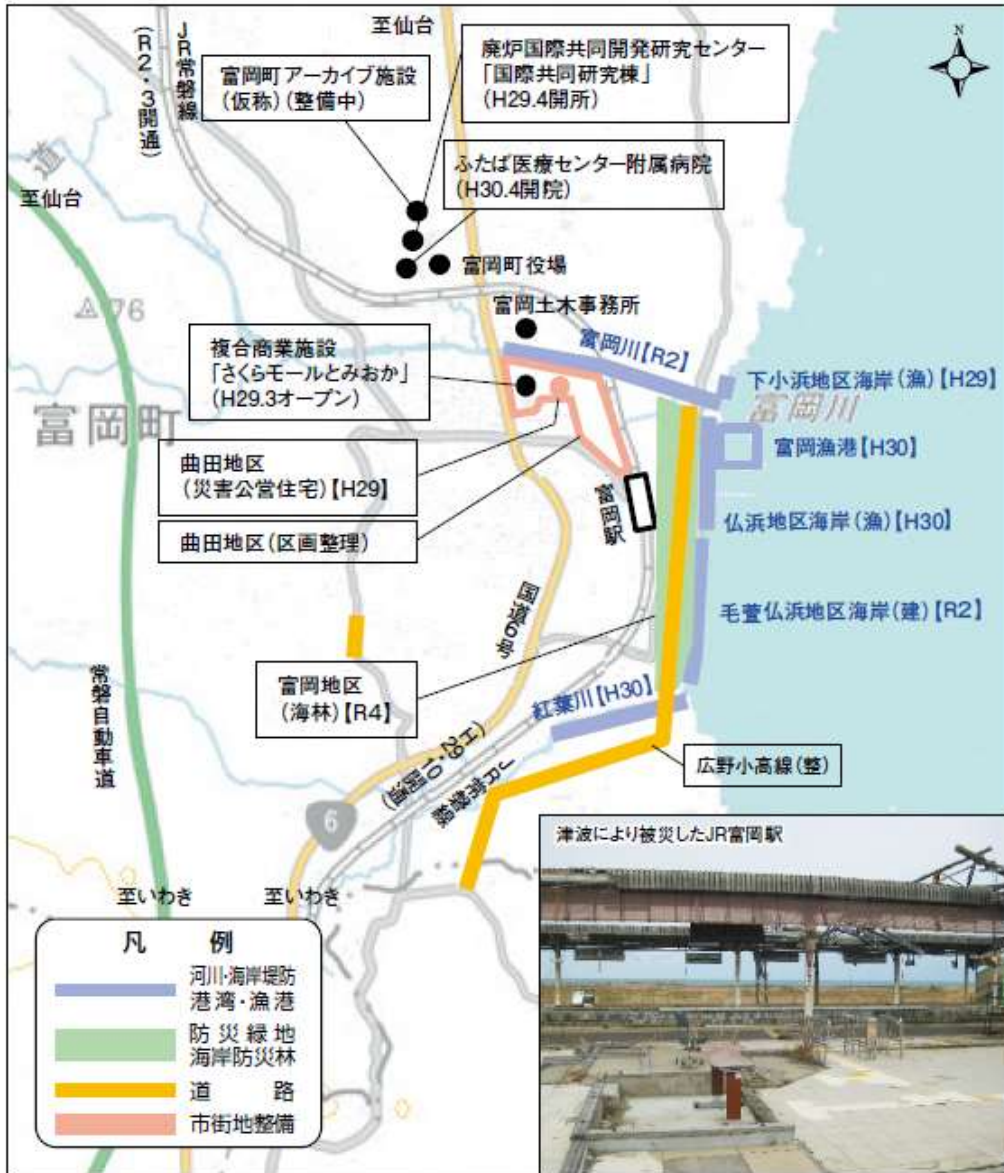 至仙台
JR常磐線
(R2・3開通)
富岡町アーカイブ施設
(仮称)(整備中)
廃炉国際共同開発研究センター
「国際共同研究棟」
(H29.4開所)
ふたば医療センター附属病院
(H30.4開院)
N
道
至仙台
76
富岡町役場
富岡土木事務所
複合商業施設
「さくらモールとみおか」
(H29.3オープン)
富岡川【R2】
下小浜地区海岸(漁)【H29】
富岡川
富岡町
富岡漁港【H30】
曲田地区
(災害公営住宅)【H29】
富岡駅
仏浜地区海岸(漁)【H30】
曲田地区(区画整理)
国道6号
毛萱仏浜地区海岸(建)【R2】
富岡地区
(海林)【R4】
紅葉川【H30】
常磐自動車道
広野小高線(整)
JR常磐線
(H29・10開通)
6
至いわき
至いわき
津波により被災したJR富岡駅
凡 例
河川・海岸堤防
港湾・漁港
防災緑地
海岸防災林
道 路
市街地整備